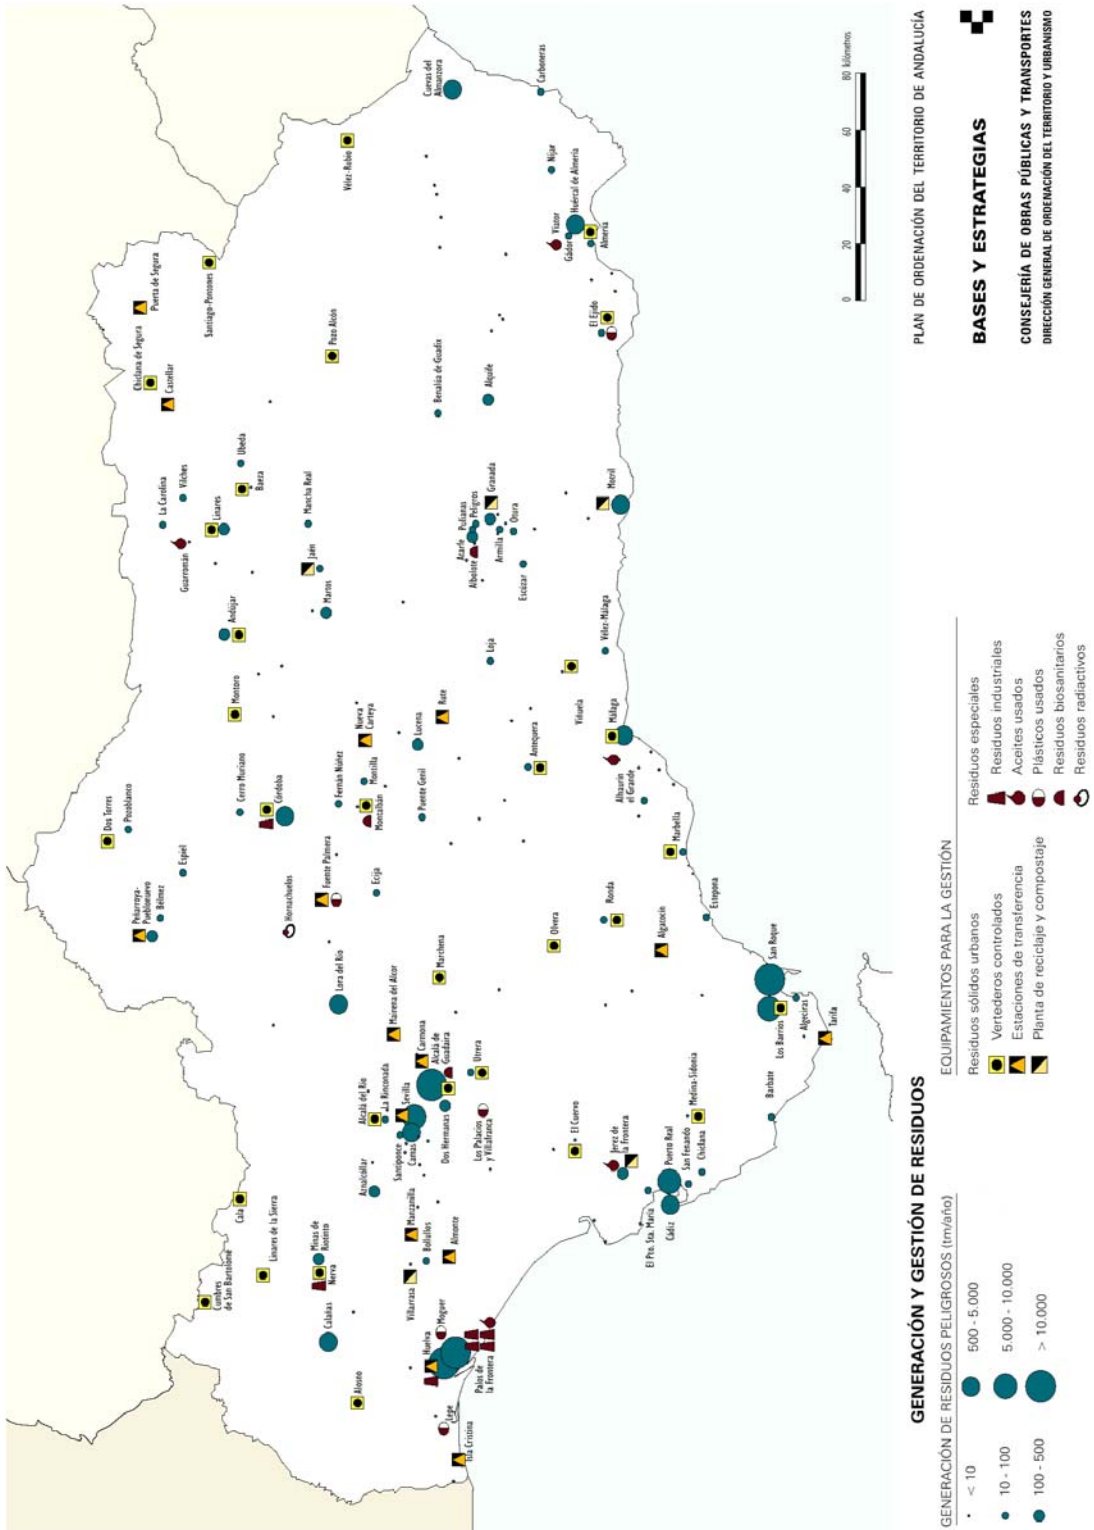 Cumbres
de San Bartolomé
Cala
Linares de la Sierra
Minas de
Riotinto
Nerva
Calañas
Alosno
Aznalcóllar
Alcalá del Río
La Rinconada
Santiponce
Camas
Sevilla
Carmona
Mairena del Alcor
Alcalá de
Guadaira
Dos Hermanas
Utrera
Los Palacios
y Villafranca
Manzanilla
Bollullos
Almonte
Villarrasa
Moguer
Huelva
Palos de
la Frontera
Lepe
Isla Cristina
Lora del Río
Marchena
El Cuervo
Jerez de
la Frontera
El Pto. Sta. María
Cádiz
Puerto Real
San Fenando
Chiclana
Medina-Sidonia
Barbate
Tarifa
Algeciras
Los Barrios
San Roque
Algatocín
Olvera
Ronda
Estepona
Marbella
Alhaurín
el Grande
Málaga
Antequera
Viñuela
Vélez-Málaga
Peñarroya-
Pueblonuevo
Bélmez
Espiel
Dos Torres
Pozoblanco
Hornachuelos
Fuente Palmera
Écija
Cerro Muriano
Córdoba
Fernán Núñez
Montalbán
Montilla
Puente Genil
Nueva
Carteya
Lucena
Rute
Montoro
Andújar
Martos
Jaén
Mancha Real
Guarromán
La Carolina
Vilches
Linares
Baeza
Ubeda
Castellar
Chiclana de Segura
Puerta de Segura
Santiago-Pontones
Pozo Alcón
Loja
Atarfe
Albolote
Pulianas
Peligros
Granada
Armilla
Otura
Escúzar
Motril
Benalúa de Guadix
Alquife
El Ejido
Gádor
Viator
Huércal de Almería
Almería
Níjar
Carboneras
Cuevas del
Almanzora
Vélez-Rubio
0 20 40 60 80 kilómetros
GENERACIÓN Y GESTIÓN DE RESIDUOS
GENERACIÓN DE RESIDUOS PELIGROSOS (tm/año)
< 10
10 - 100
100 - 500
500 - 5.000
5.000 - 10.000
> 10.000
EQUIPAMIENTOS PARA LA GESTIÓN
Residuos sólidos urbanos
Vertederos controlados
Estaciones de transferencia
Planta de reciclaje y compostaje
Residuos especiales
Residuos industriales
Aceites usados
Plásticos usados
Residuos biosanitarios
Residuos radiactivos
PLAN DE ORDENACIÓN DEL TERRITORIO DE ANDALUCÍA
BASES Y ESTRATEGIAS
CONSEJERÍA DE OBRAS PÚBLICAS Y TRANSPORTES
DIRECCIÓN GENERAL DE ORDENACIÓN DEL TERRITORIO Y URBANISMO